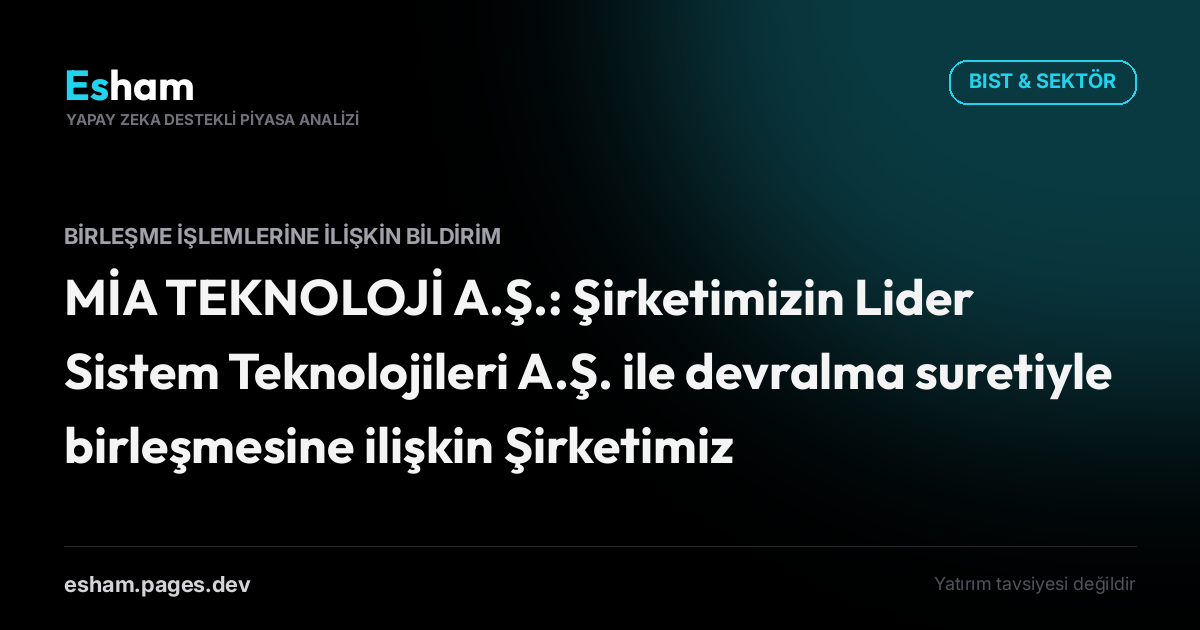 Esham
BIST & SEKTÖR
YAPAY ZEKA DESTEKLİ PİYASA ANALİZİ
BİRLEŞME İŞLEMLERİNE İLİŞKİN BİLDİRİM
MİA TEKNOLOJİ A.Ş.: Şirketimizin Lider
Sistem Teknolojileri A.Ş. ile devralma suretiyle
birleşmesine ilişkin Şirketimiz
esham.pages.dev
Yatırım tavsiyesi değildir